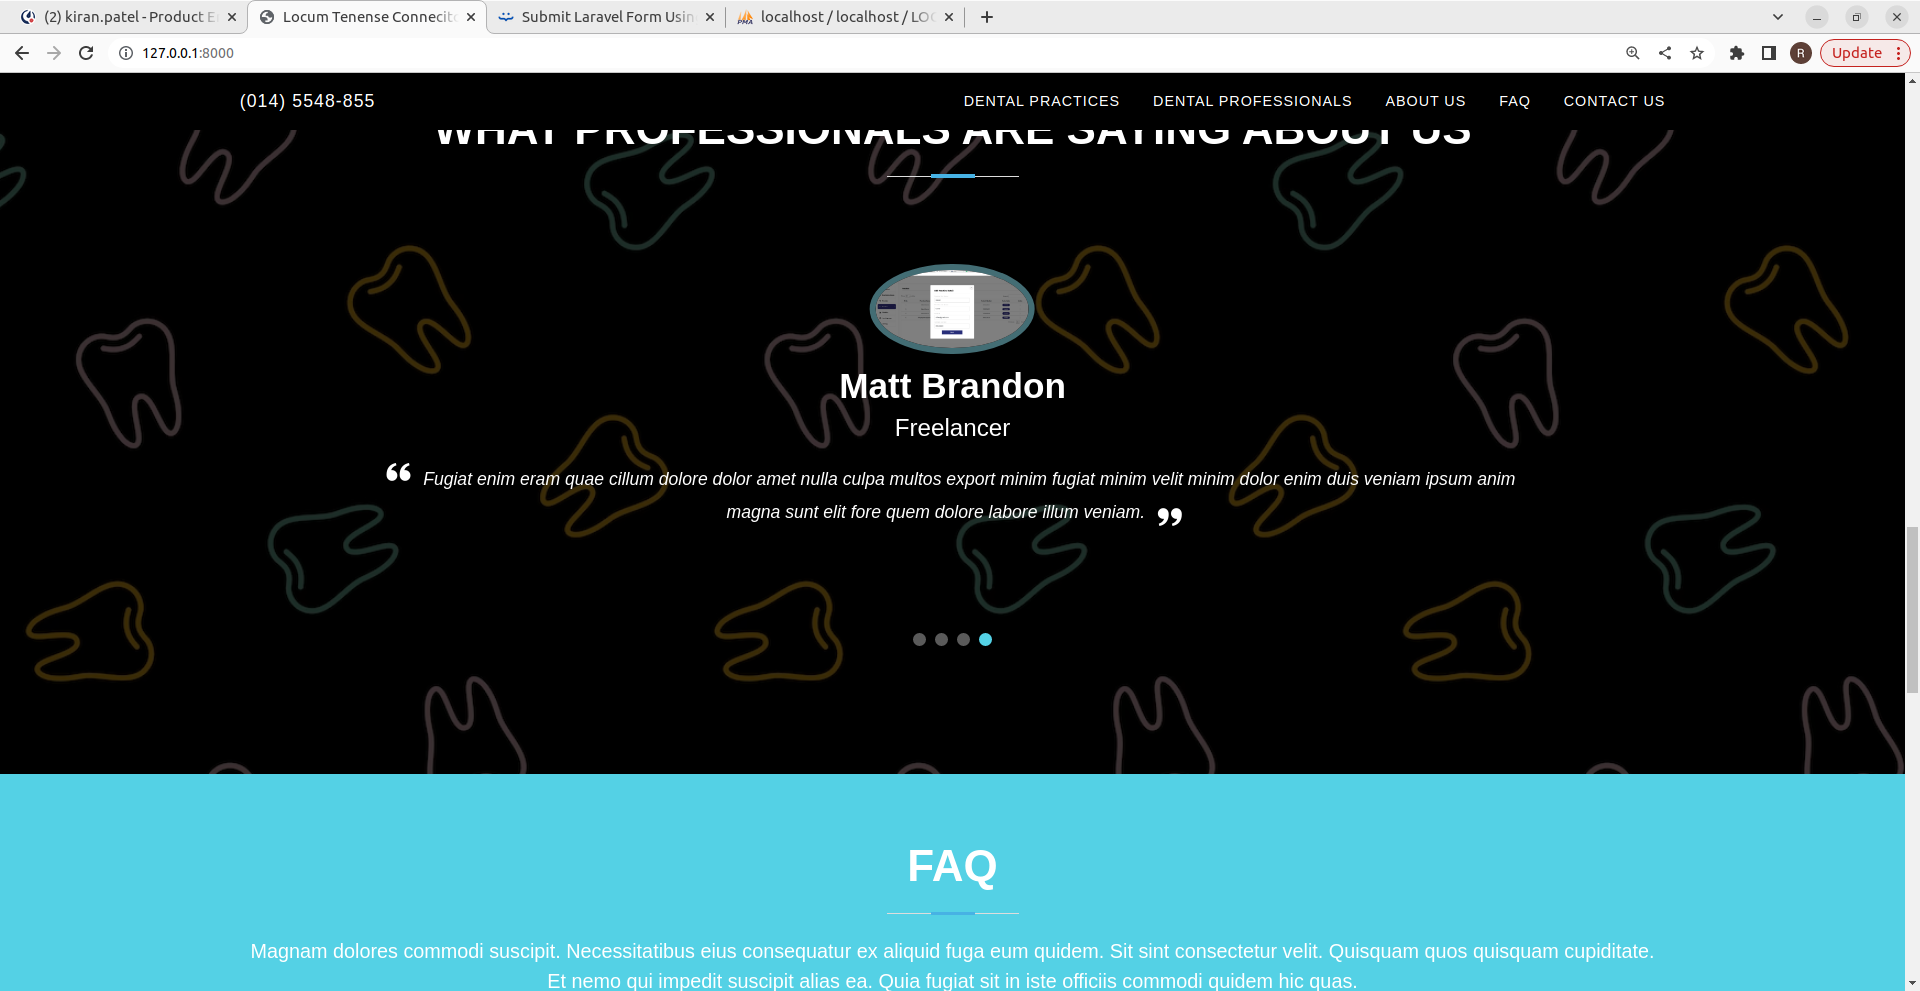 (2) kiran.patel - Product E
Locum Tenense Connecito
Submit Laravel Form Usin
localhost / localhost / LOC
127.0.0.1:8000
R
Update
(014) 5548-855
DENTAL PRACTICES
DENTAL PROFESSIONALS
ABOUT US
FAQ
CONTACT US
WHAT PROFESSIONALS ARE SAYING ABOUT US
Matt Brandon
Freelancer
“ Fugiat enim eram quae cillum dolore dolor amet nulla culpa multos export minim fugiat minim velit minim dolor enim duis veniam ipsum anim
magna sunt elit fore quem dolore labore illum veniam. ”
FAQ
Magnam dolores commodi suscipit. Necessitatibus eius consequatur ex aliquid fuga eum quidem. Sit sint consectetur velit. Quisquam quos quisquam cupiditate.
Et nemo qui impedit suscipit alias ea. Quia fugiat sit in iste officiis commodi quidem hic quas.